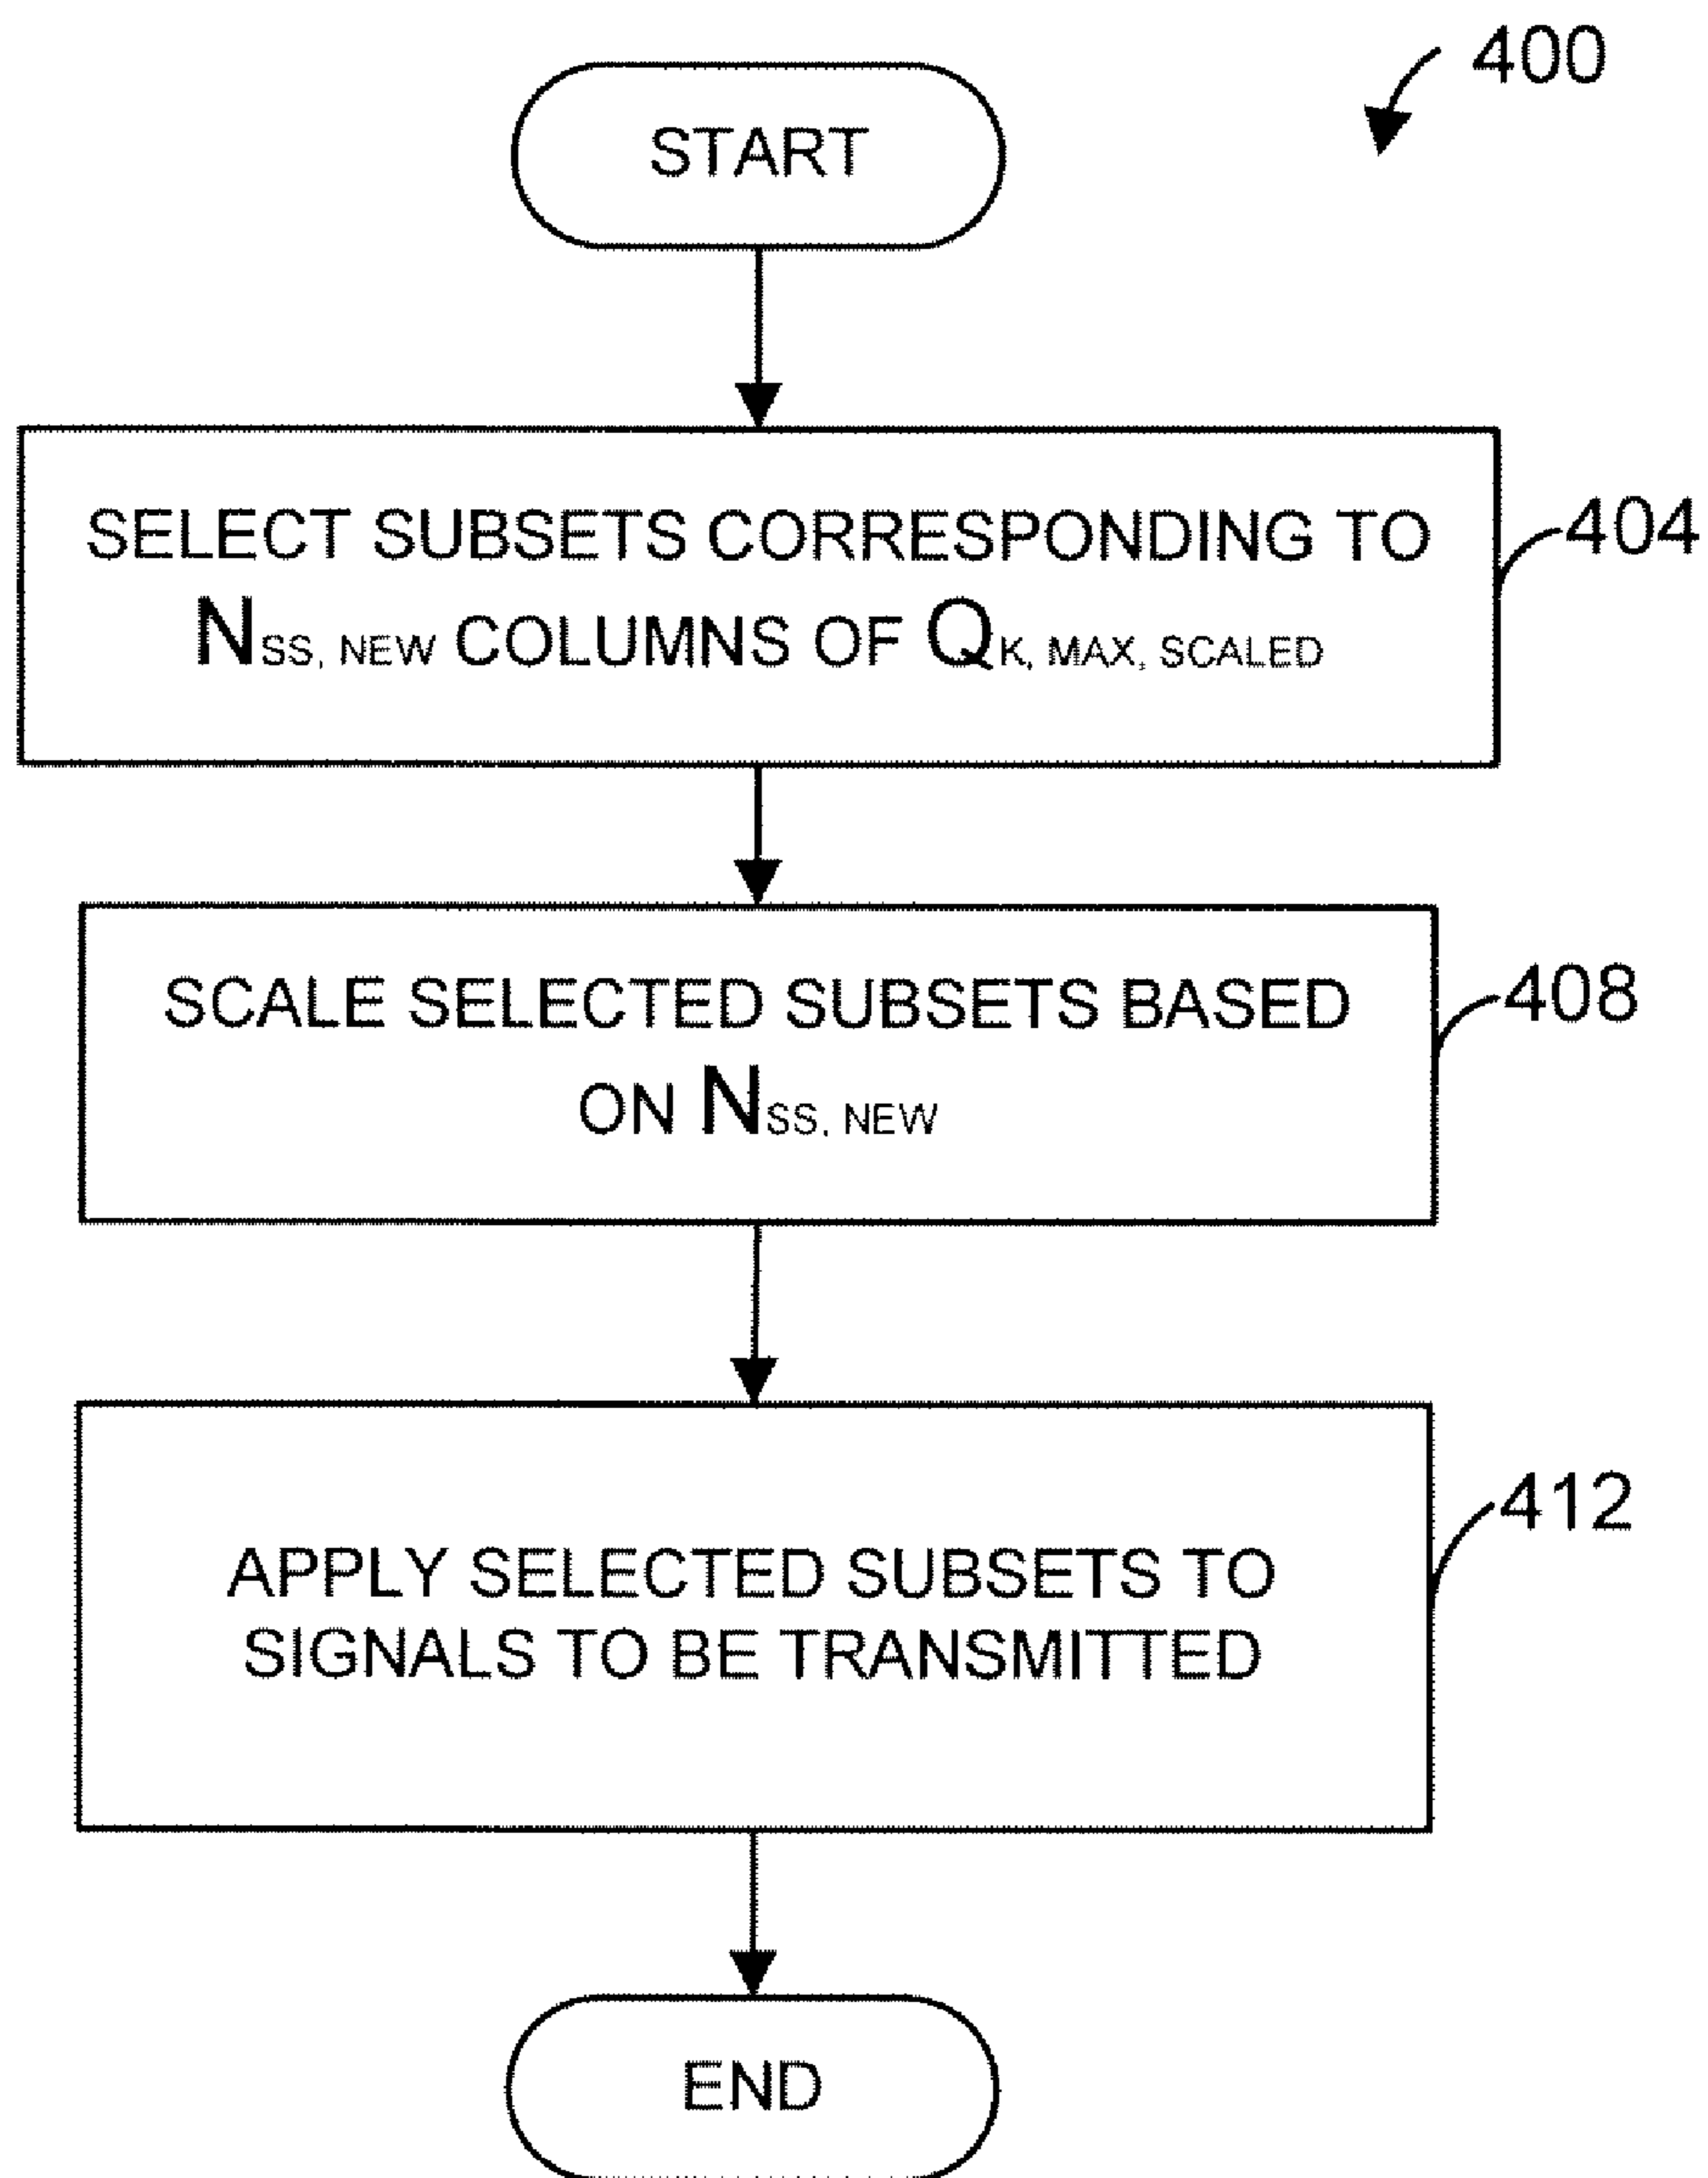 400
START
SELECT SUBSETS CORRESPONDING TO
NSS, NEW COLUMNS OF QK, MAX, SCALED
404
SCALE SELECTED SUBSETS BASED
ON NSS, NEW
408
APPLY SELECTED SUBSETS TO
SIGNALS TO BE TRANSMITTED
412
END